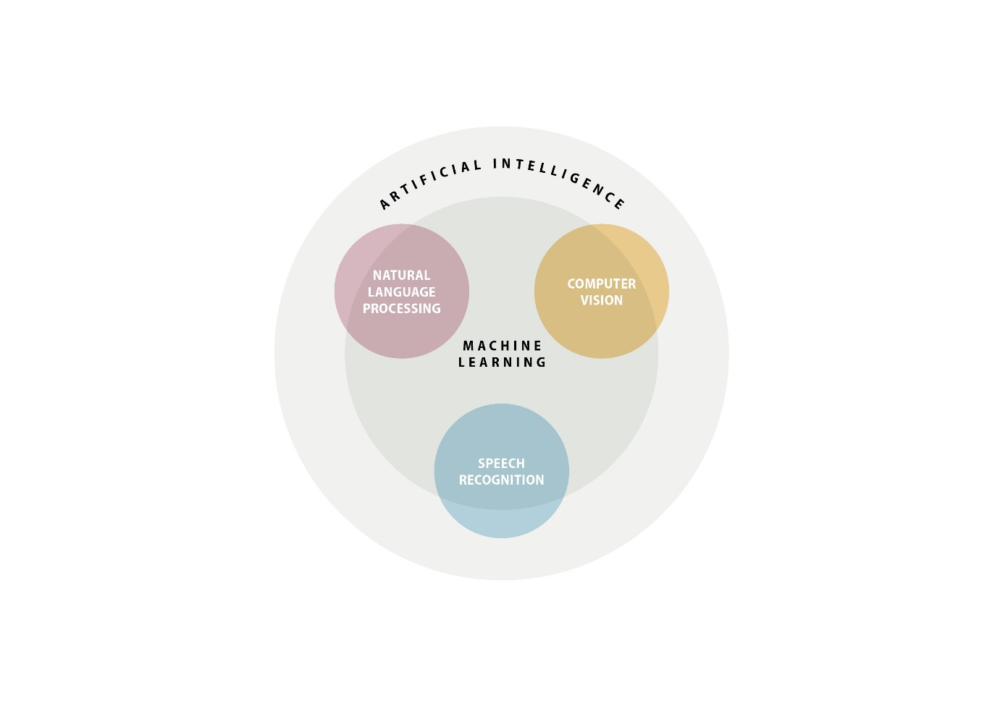 ARTIFICIAL INTELLIGENCE
NATURAL
LANGUAGE
PROCESSING
COMPUTER
VISION
MACHINE
LEARNING
SPEECH
RECOGNITION